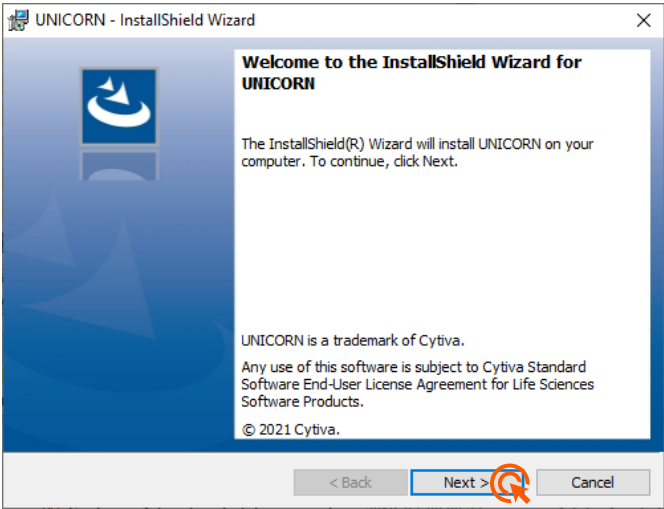 UNICORN - InstallShield Wizard
Welcome to the InstallShield Wizard for
UNICORN
The InstallShield(R) Wizard will install UNICORN on your
computer. To continue, click Next.
UNICORN is a trademark of Cytiva.
Any use of this software is subject to Cytiva Standard
Software End-User License Agreement for Life Sciences
Software Products.
© 2021 Cytiva.
< Back Next > Cancel